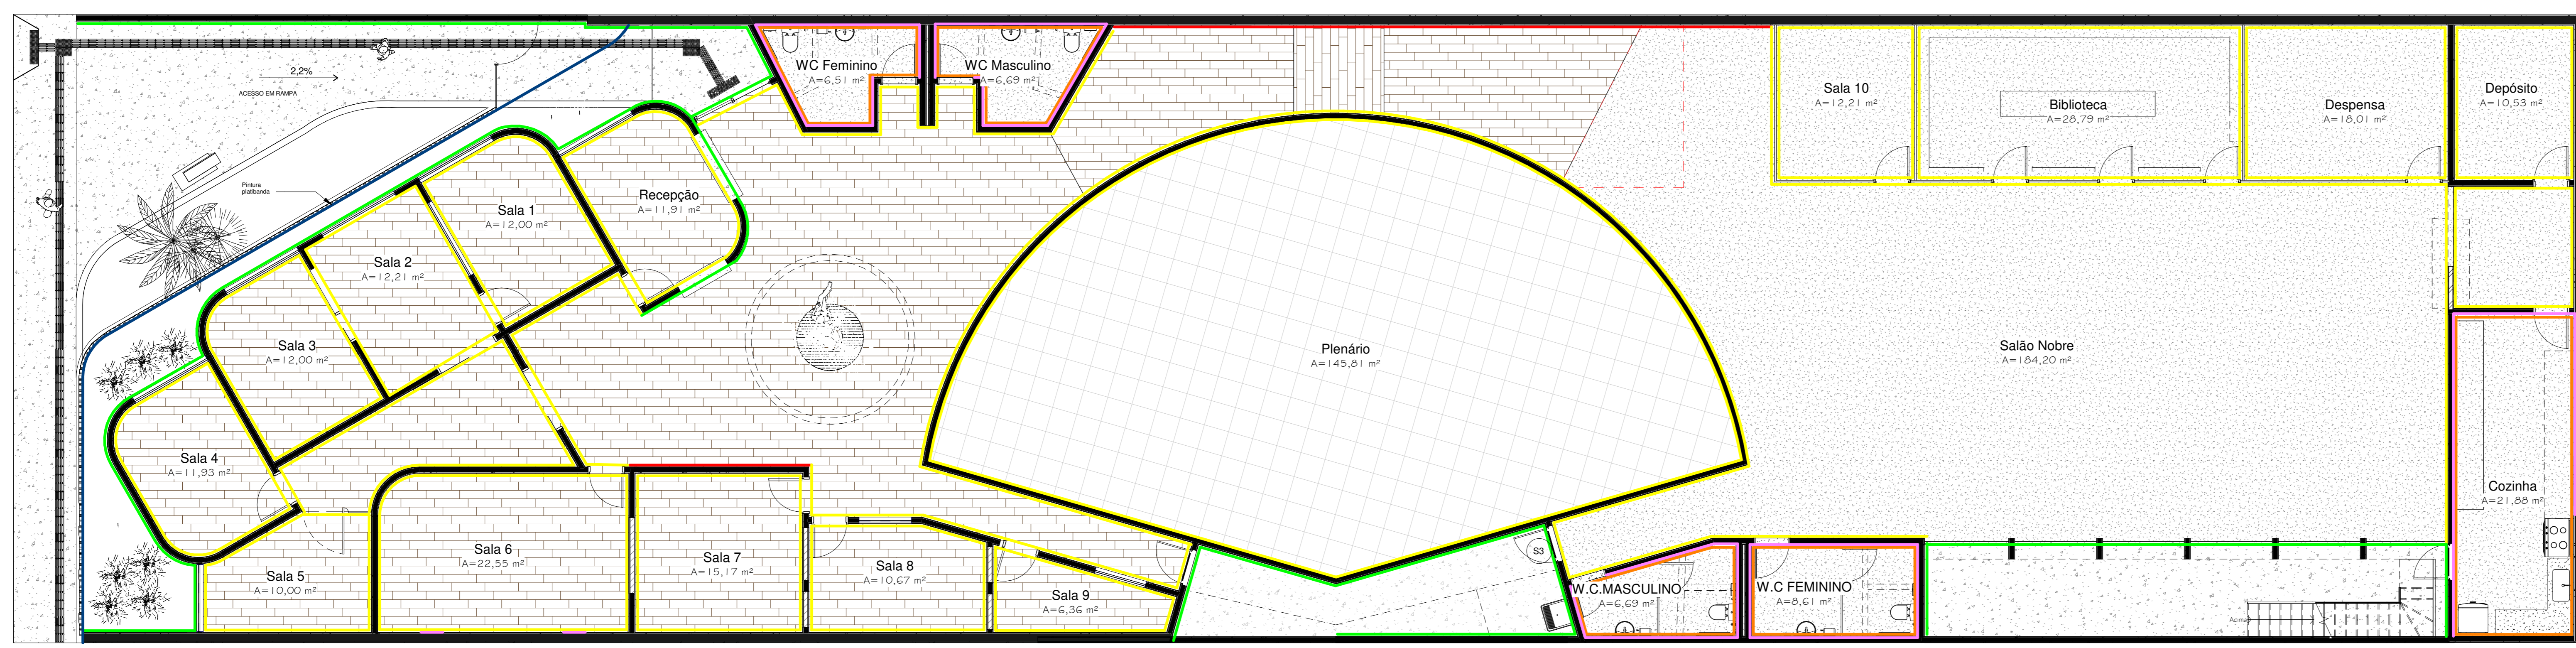 2,2%
ACESSO EM RAMPA
Pintura
platibanda
WC Feminino
A=6,51 m²
WC Masculino
A=6,69 m²
Sala 10
A=12,21 m²
Biblioteca
A=28,79 m²
Despensa
A=18,01 m²
Depósito
A=10,53 m²
Recepção
A=11,91 m²
Sala 1
A=12,00 m²
Sala 2
A=12,21 m²
Sala 3
A=12,00 m²
Plenário
A=145,81 m²
Salão Nobre
A=184,20 m²
Sala 4
A=11,93 m²
Cozinha
A=21,88 m²
Sala 5
A=10,00 m²
Sala 6
A=22,55 m²
Sala 7
A=15,17 m²
Sala 8
A=10,67 m²
Sala 9
A=6,36 m²
S3
W.C.MASCULINO
A=6,69 m²
W.C FEMININO
A=8,61 m²
Acima